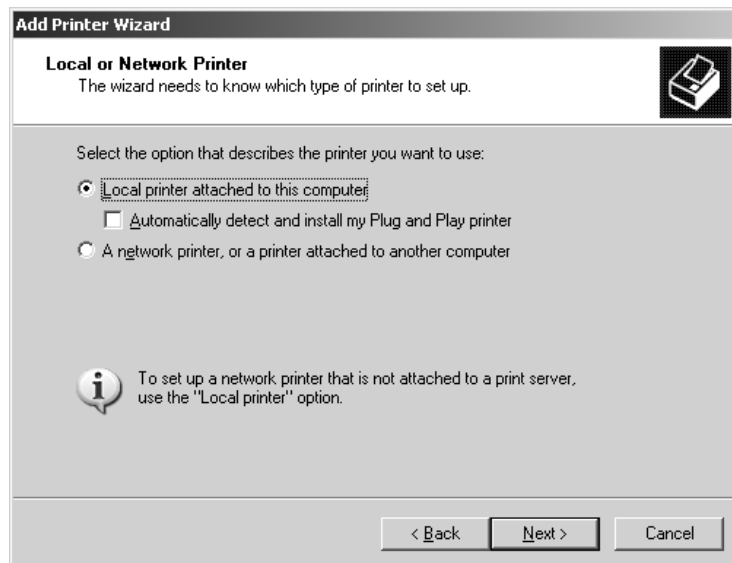 Add Printer Wizard
Local or Network Printer
The wizard needs to know which type of printer to set up.
Select the option that describes the printer you want to use:
Local printer attached to this computer
Automatically detect and install my Plug and Play printer
A network printer, or a printer attached to another computer
To set up a network printer that is not attached to a print server,
use the "Local printer" option.
< Back Next > Cancel